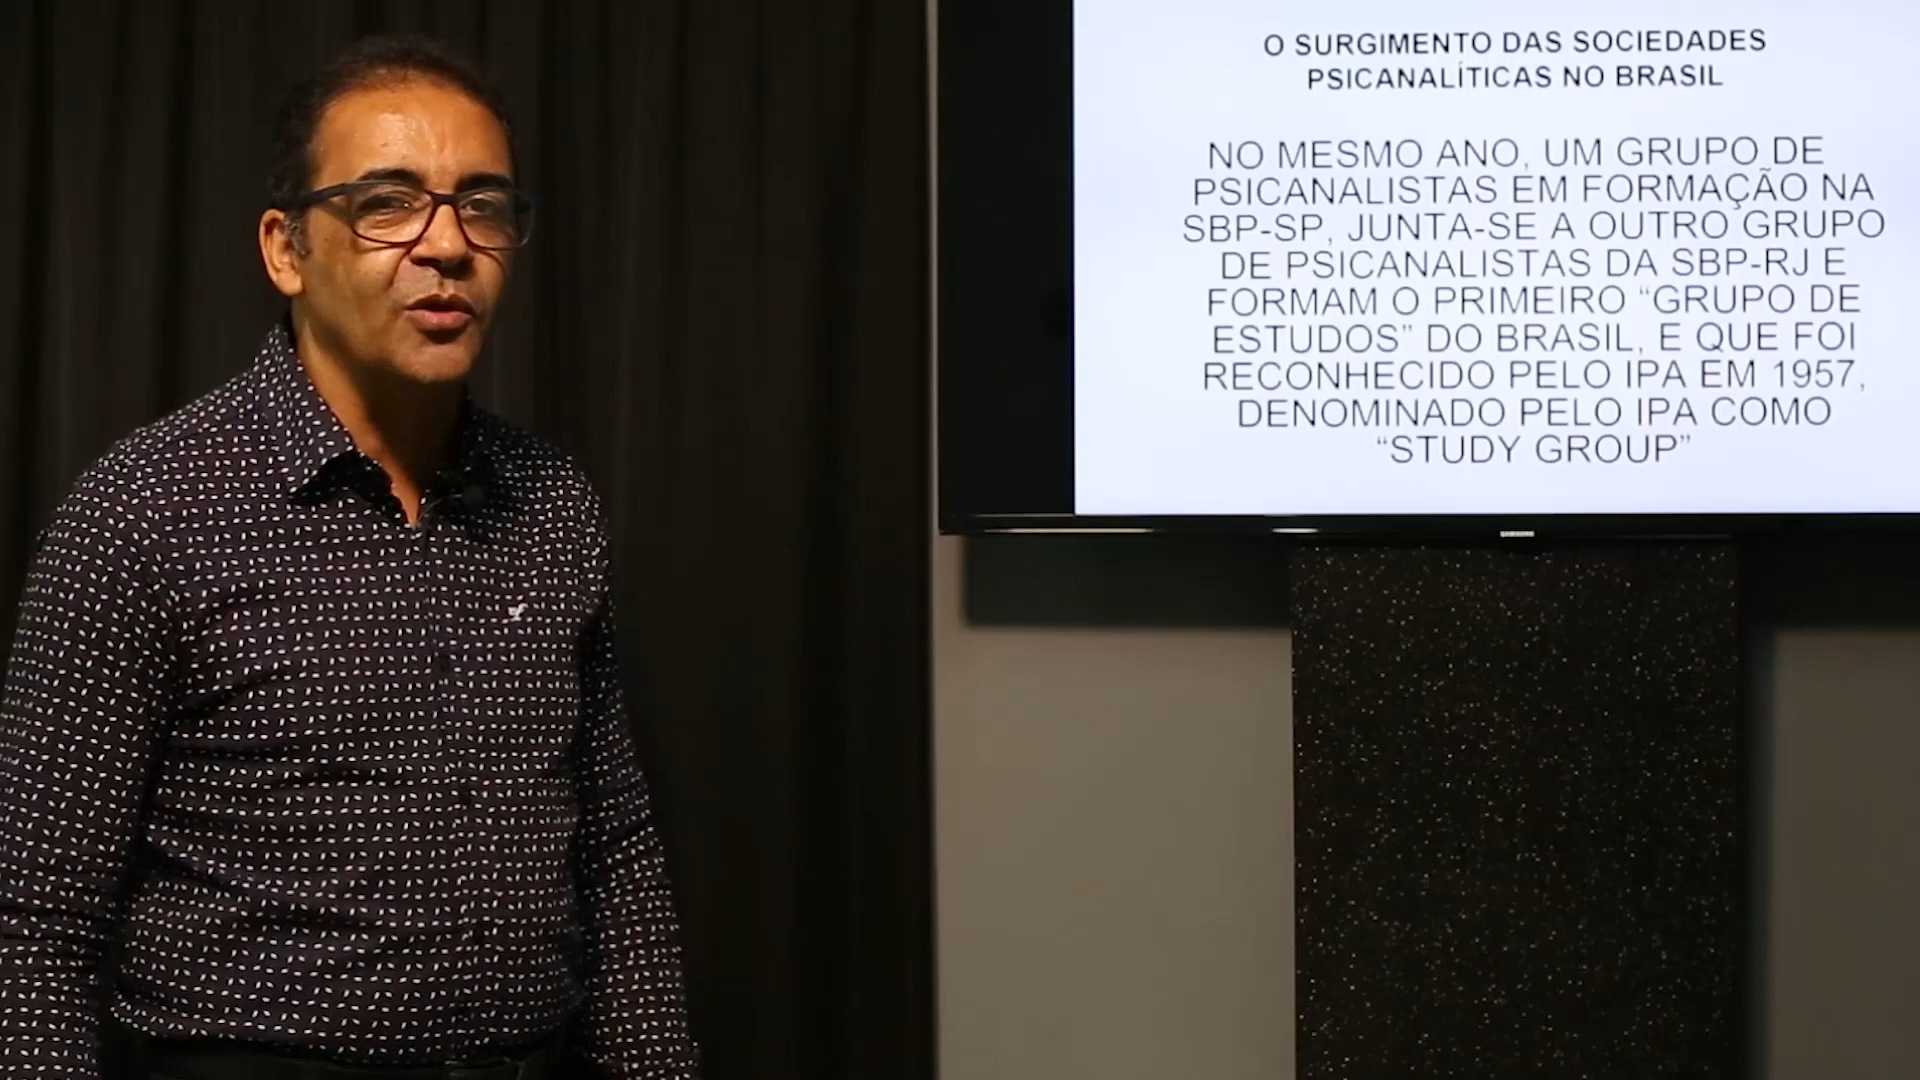 O SURGIMENTO DAS SOCIEDADES
PSICANALÍTICAS NO BRASIL
NO MESMO ANO, UM GRUPO DE
PSICANALISTAS EM FORMAÇÃO NA
SBP-SP, JUNTA-SE A OUTRO GRUPO
DE PSICANALISTAS DA SBP-RJ E
FORMAM O PRIMEIRO “GRUPO DE
ESTUDOS” DO BRASIL, E QUE FOI
RECONHECIDO PELO IPA EM 1957,
DENOMINADO PELO IPA COMO
“STUDY GROUP”
SAMSUNG